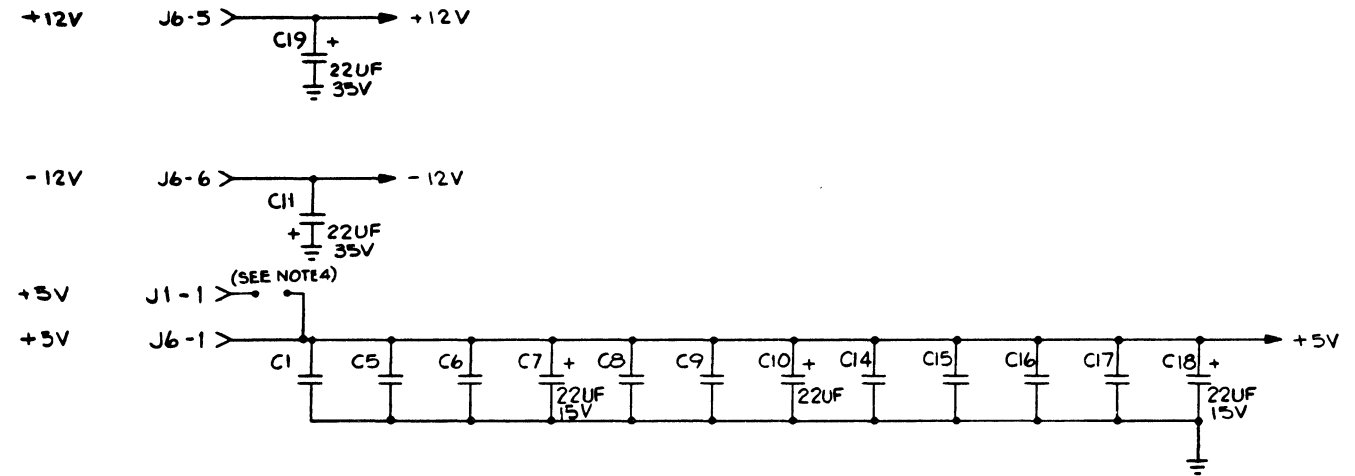 +12V J6-5 +12V
C19 +
22UF
35V
-12V J6-6 -12V
C11
+ 22UF
35V
(SEE NOTE 4)
+5V J1-1
+5V J6-1 +5V
C1 C5 C6 C7 + C8 C9 C10 + C14 C15 C16 C17 C18 +
22UF 22UF 22UF
15V 15V